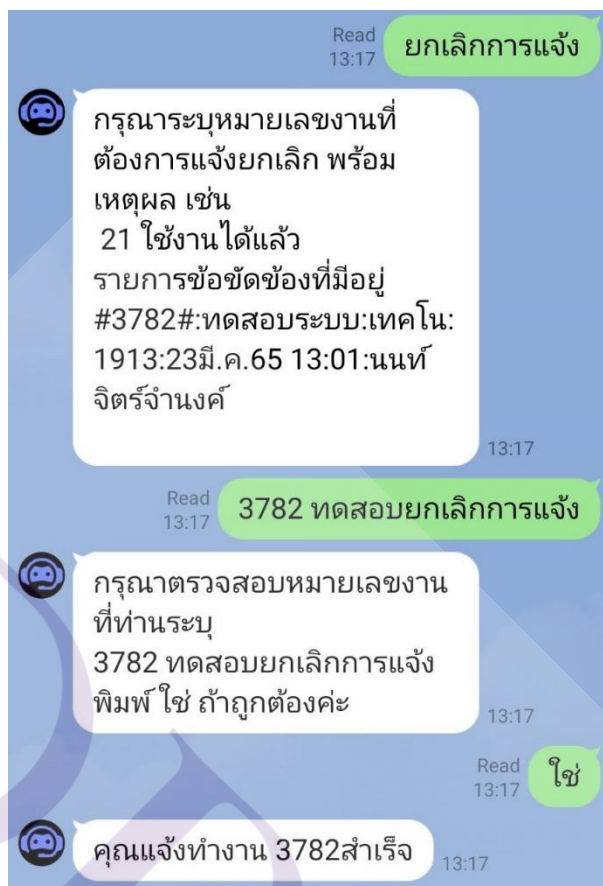 Read
13:17
ยกเลิกการแจ้ง
กรุณาระบุหมายเลขงานที่
ต้องการแจ้งยกเลิก พร้อม
เหตุผล เช่น
21 ใช้งานได้แล้ว
รายการข้อขัดข้องที่มีอยู่
#3782#:ทดสอบระบบ:เทคโน:
1913:23มี.ค.65 13:01:นนท์
จิตร์จำนงค์
13:17
Read
13:17
3782 ทดสอบยกเลิกการแจ้ง
กรุณาตรวจสอบหมายเลขงาน
ที่ท่านระบุ
3782 ทดสอบยกเลิกการแจ้ง
พิมพ์ ใช่ ถ้าถูกต้องค่ะ
13:17
Read
13:17
ใช่
คุณแจ้งทำงาน 3782สำเร็จ
13:17